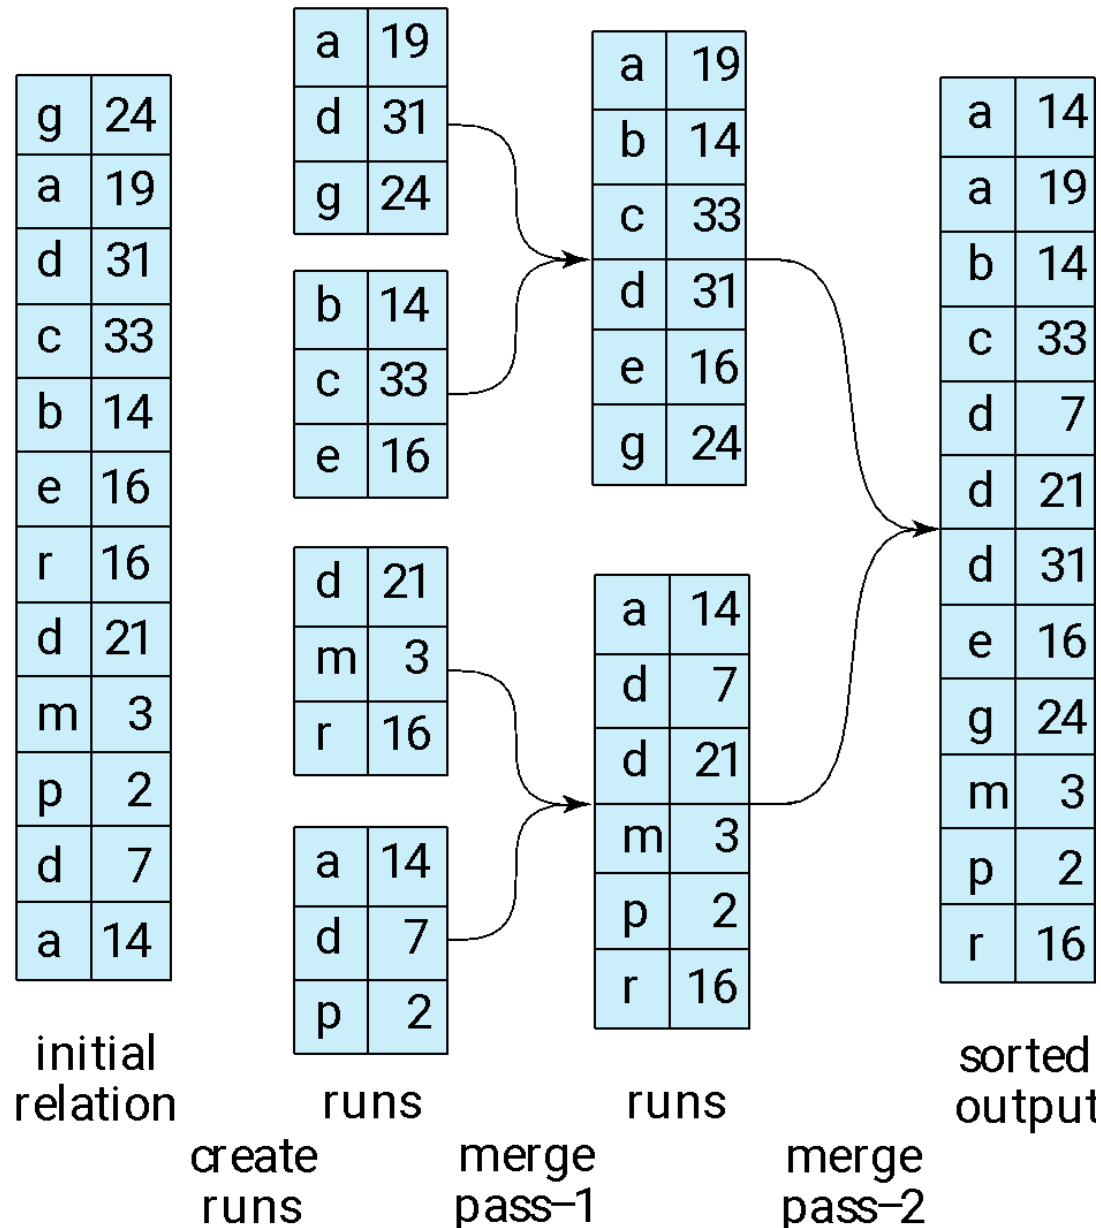 g 24
a 19
d 31
c 33
b 14
e 16
r 16
d 21
m 3
p 2
d 7
a 14
initial
relation
create
runs
a 19
d 31
g 24
b 14
c 33
e 16
d 21
m 3
r 16
a 14
d 7
p 2
runs
merge
pass–1
a 19
b 14
c 33
d 31
e 16
g 24
a 14
d 7
d 21
m 3
p 2
r 16
runs
merge
pass–2
a 14
a 19
b 14
c 33
d 7
d 21
d 31
e 16
g 24
m 3
p 2
r 16
sorted
output